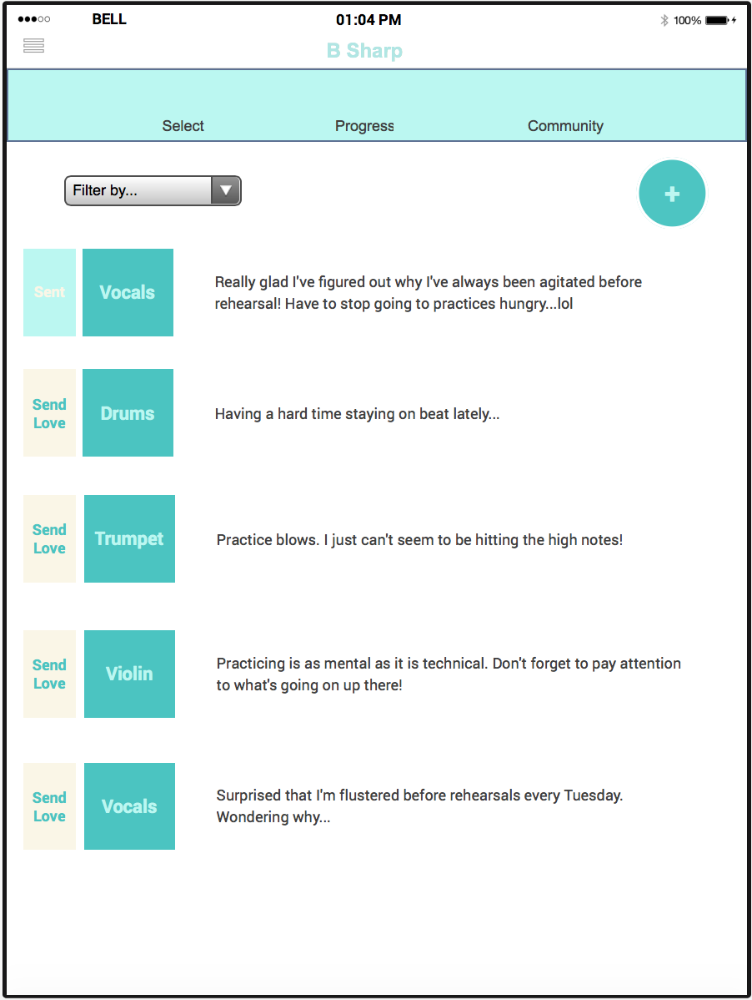 BELL 01:04 PM 100%
B Sharp
Select Progress Community
Filter by...
+
Sent Vocals
Really glad I've figured out why I've always been agitated before
rehearsal! Have to stop going to practices hungry...lol
Send
Love
Drums
Having a hard time staying on beat lately...
Send
Love
Trumpet
Practice blows. I just can't seem to be hitting the high notes!
Send
Love
Violin
Practicing is as mental as it is technical. Don't forget to pay attention
to what's going on up there!
Send
Love
Vocals
Surprised that I'm flustered before rehearsals every Tuesday.
Wondering why...